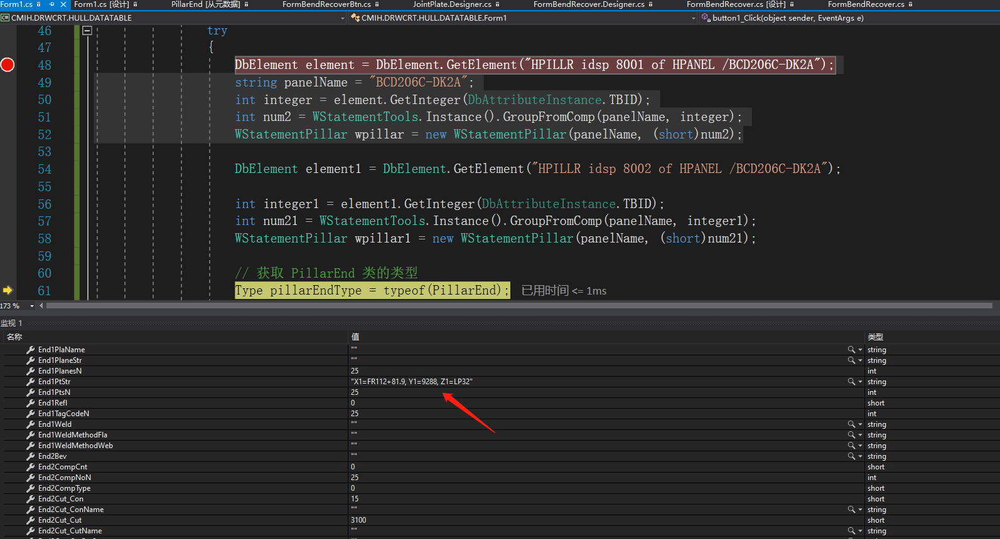 Form1.cs Form1.cs [设计] PillarEnd [从元数据] FormBendRecoverBtn.cs JointPlate.Designer.cs FormBendRecover.Designer.cs FormBendRecover.cs [设计] FormBendRecover.cs
C# CMIH.DRWCRT.HULL.DATATABLE CMIH.DRWCRT.HULL.DATATABLE.Form1 button1_Click(object sender, EventArgs e)
46 try
47 {
48 DbElement element = DbElement.GetElement("HPILLR idsp 8001 of HPANEL /BCD206C-DK2A");
49 string panelName = "BCD206C-DK2A";
50 int integer = element.GetInteger(DbAttributeInstance.TBID);
51 int num2 = WStatementTools.Instance().GroupFromComp(panelName, integer);
52 WStatementPillar wpillar = new WStatementPillar(panelName, (short)num2);
53
54 DbElement element1 = DbElement.GetElement("HPILLR idsp 8002 of HPANEL /BCD206C-DK2A");
55
56 int integer1 = element1.GetInteger(DbAttributeInstance.TBID);
57 int num21 = WStatementTools.Instance().GroupFromComp(panelName, integer1);
58 WStatementPillar wpillar1 = new WStatementPillar(panelName, (short)num21);
59
60 // 获取 PillarEnd 类的类型
61 Type pillarEndType = typeof(PillarEnd); 已用时间 <= 1ms
173 %
监视 1
名称 值 类型
End1PlaName "" string
End1PlaneStr "" string
End1PlanesN 25 int
End1PtStr "X1=FR112+81.9, Y1=9288, Z1=LP32" string
End1PtsN 25 int
End1Refl 0 short
End1TagCodeN 25 int
End1Weld "" string
End1WeldMethodFla "" string
End1WeldMethodWeb "" string
End2Bev "" string
End2CompCnt 0 short
End2CompNoN 25 int
End2CompType 0 short
End2Cut_Con 15 short
End2Cut_ConName "" string
End2Cut_Cut 3100 short
End2Cut_CutName "" string